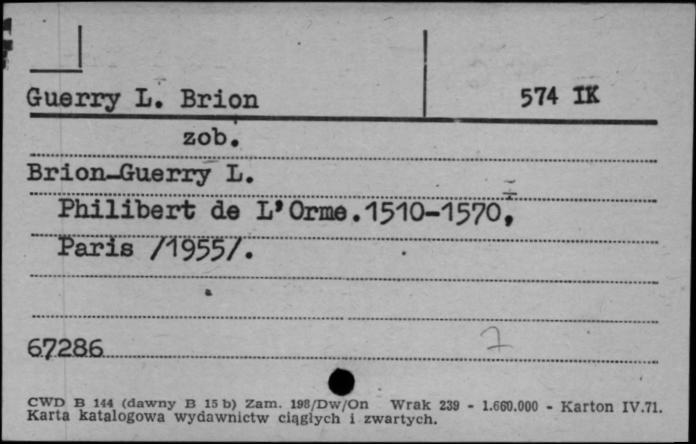 Guerry L. Brion 574 IK
zob.
Brion-Guerry L.
Philibert de L'Orme.1510-1570,
Paris /1955/.
67286 7
CWD B 144 (dawny B 15 b) Zam. 198/Dw/On Wrak 239 - 1.660.000 - Karton IV.71.
Karta katalogowa wydawnictw ciągłych i zwartych.